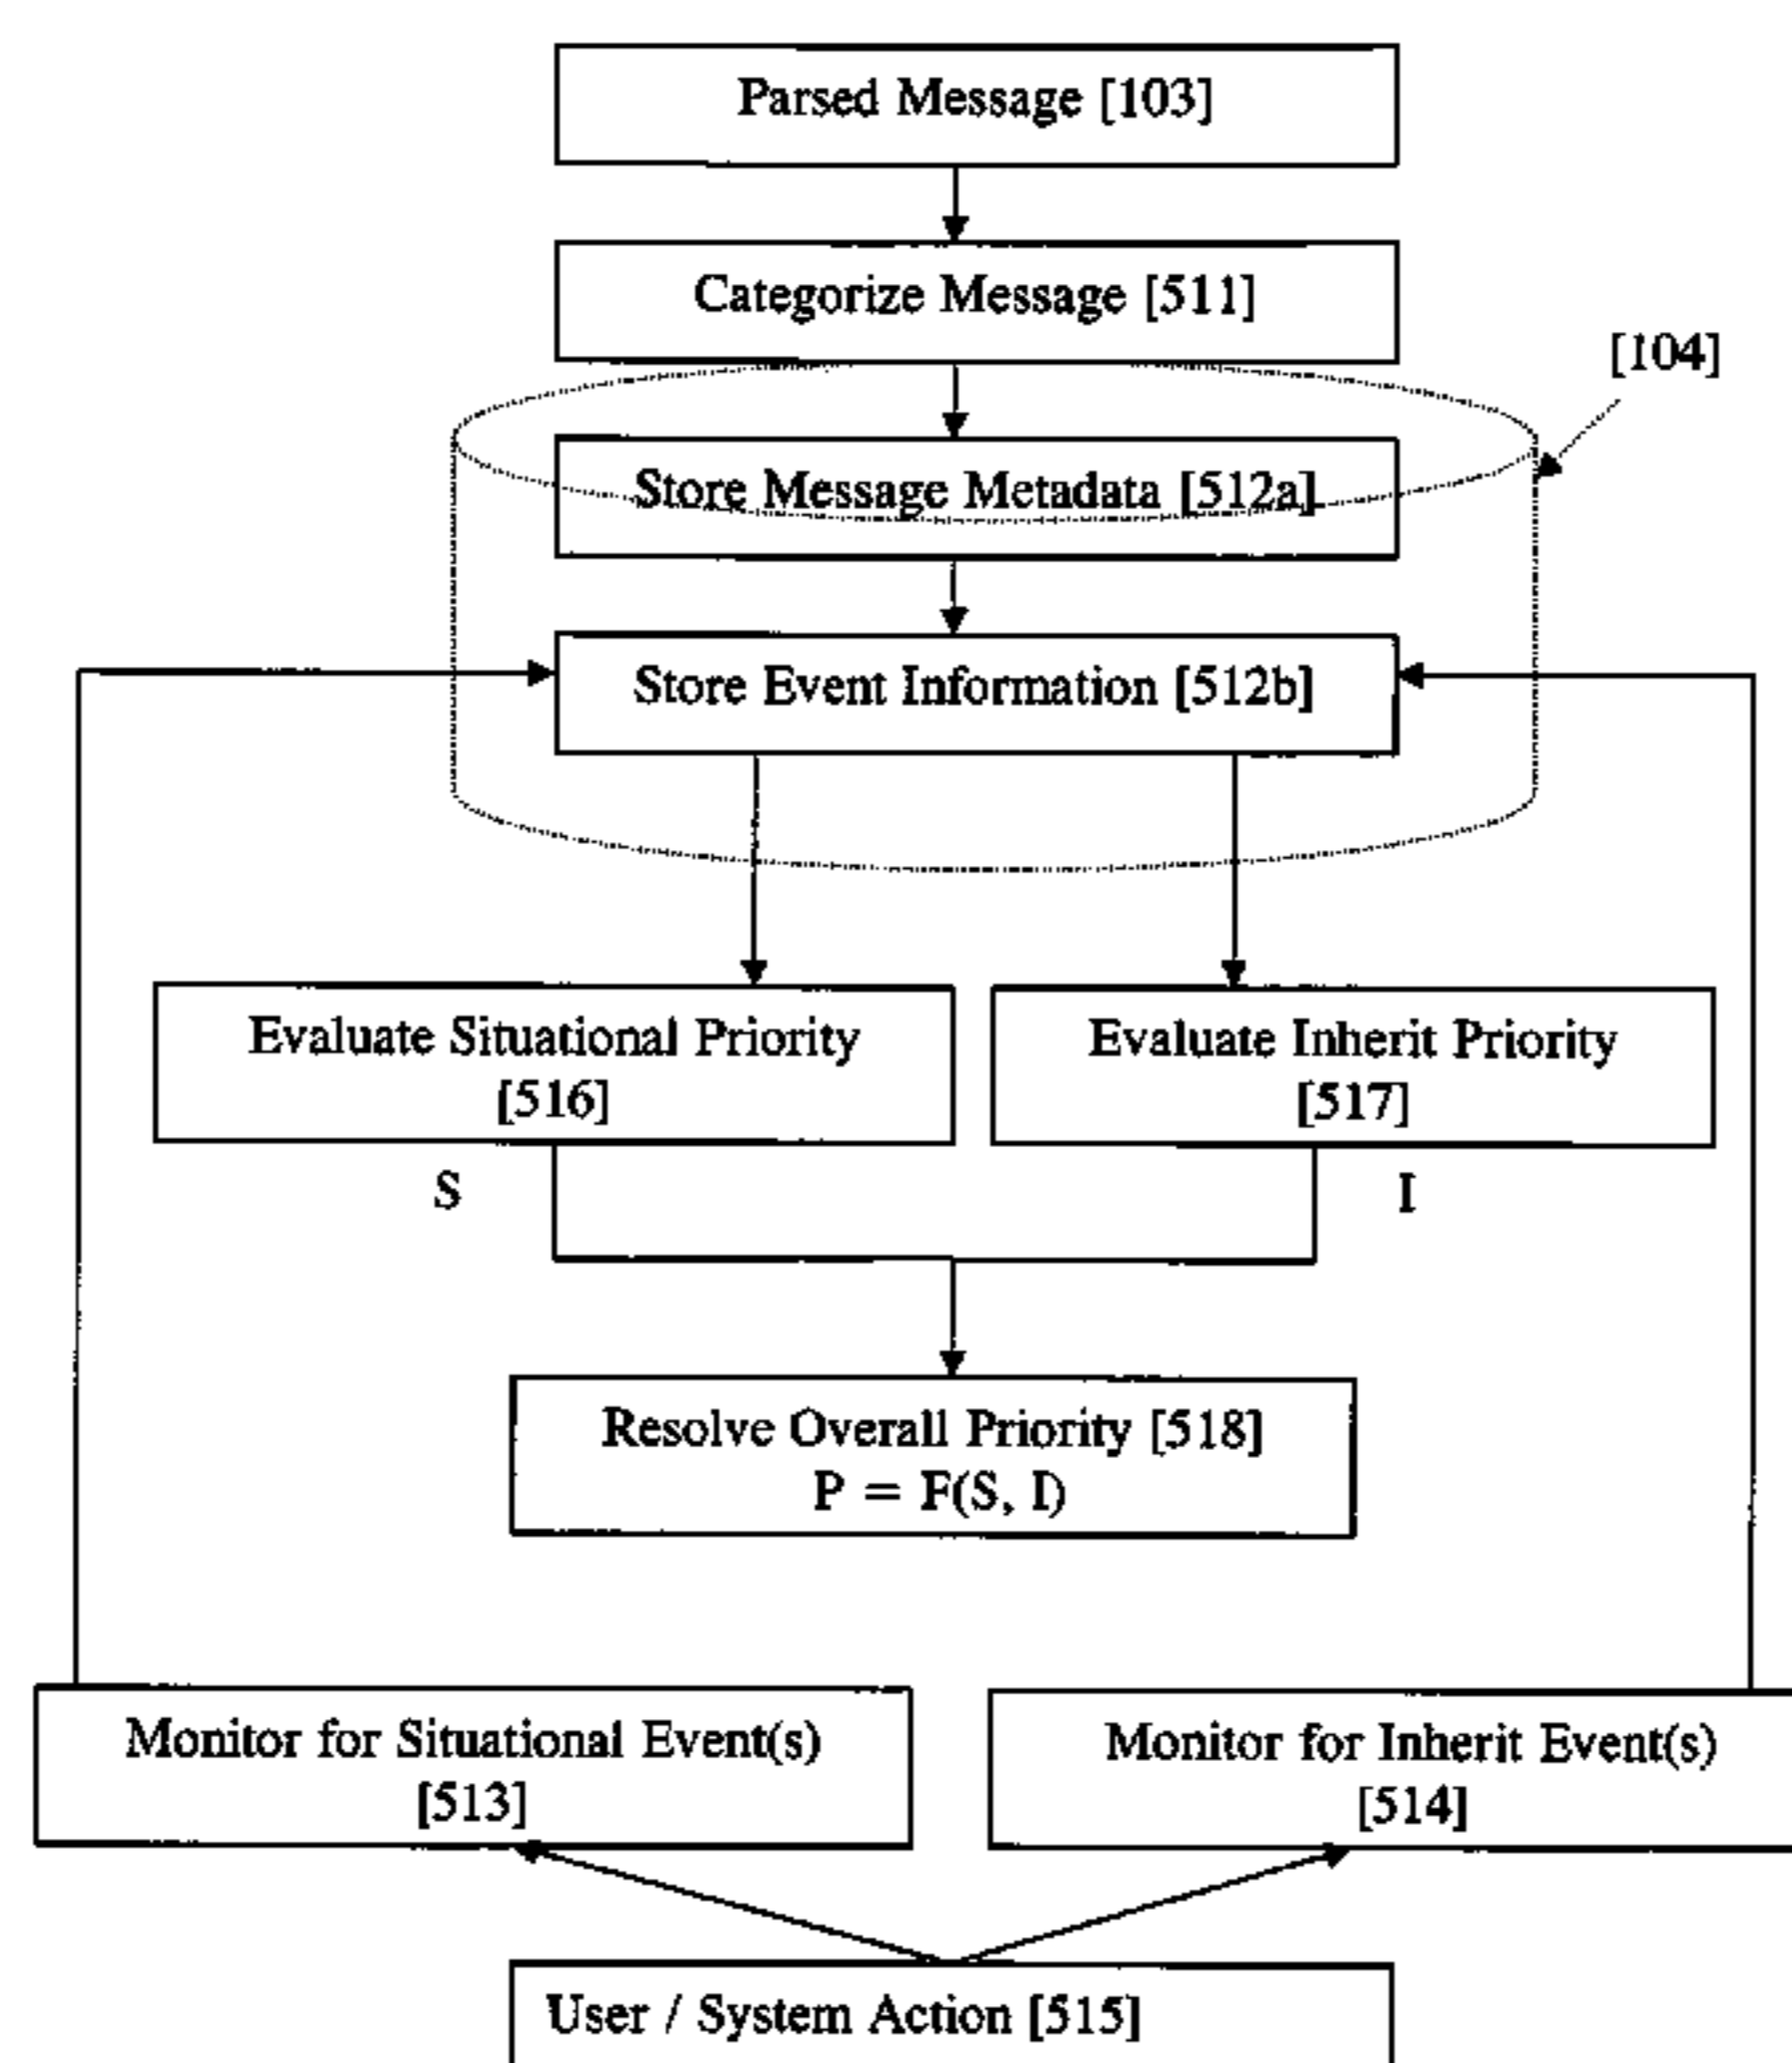 Parsed Message [103]
Categorize Message [511]
[104]
Store Message Metadata [512a]
Store Event Information [512b]
Evaluate Situational Priority
[516]
Evaluate Inherit Priority
[517]
S
I
Resolve Overall Priority [518]
P = F(S, I)
Monitor for Situational Event(s)
[513]
Monitor for Inherit Event(s)
[514]
User / System Action [515]